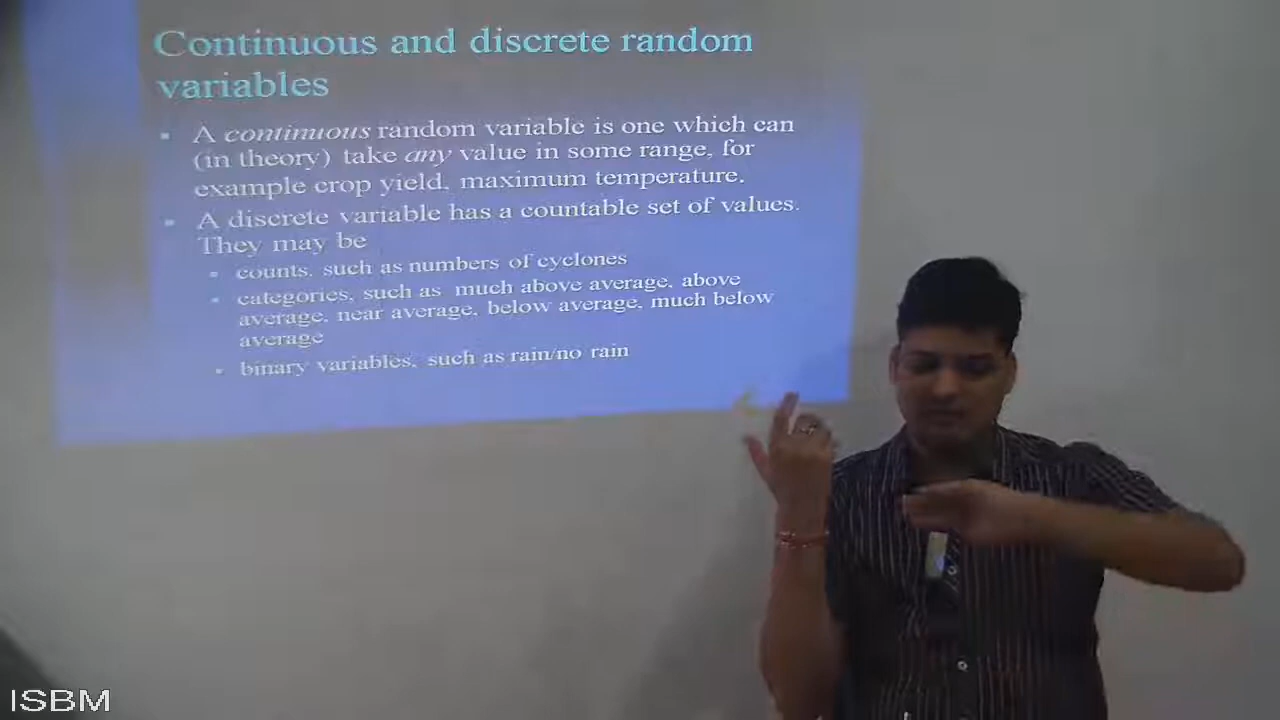 Continuous and discrete random
variables
A continuous random variable is one which can
(in theory) take any value in some range, for
example crop yield, maximum temperature.
A discrete variable has a countable set of values.
They may be
counts, such as numbers of cyclones
categories, such as much above average, above
average, near average, below average, much below
average
binary variables, such as rain/no rain
ISBM